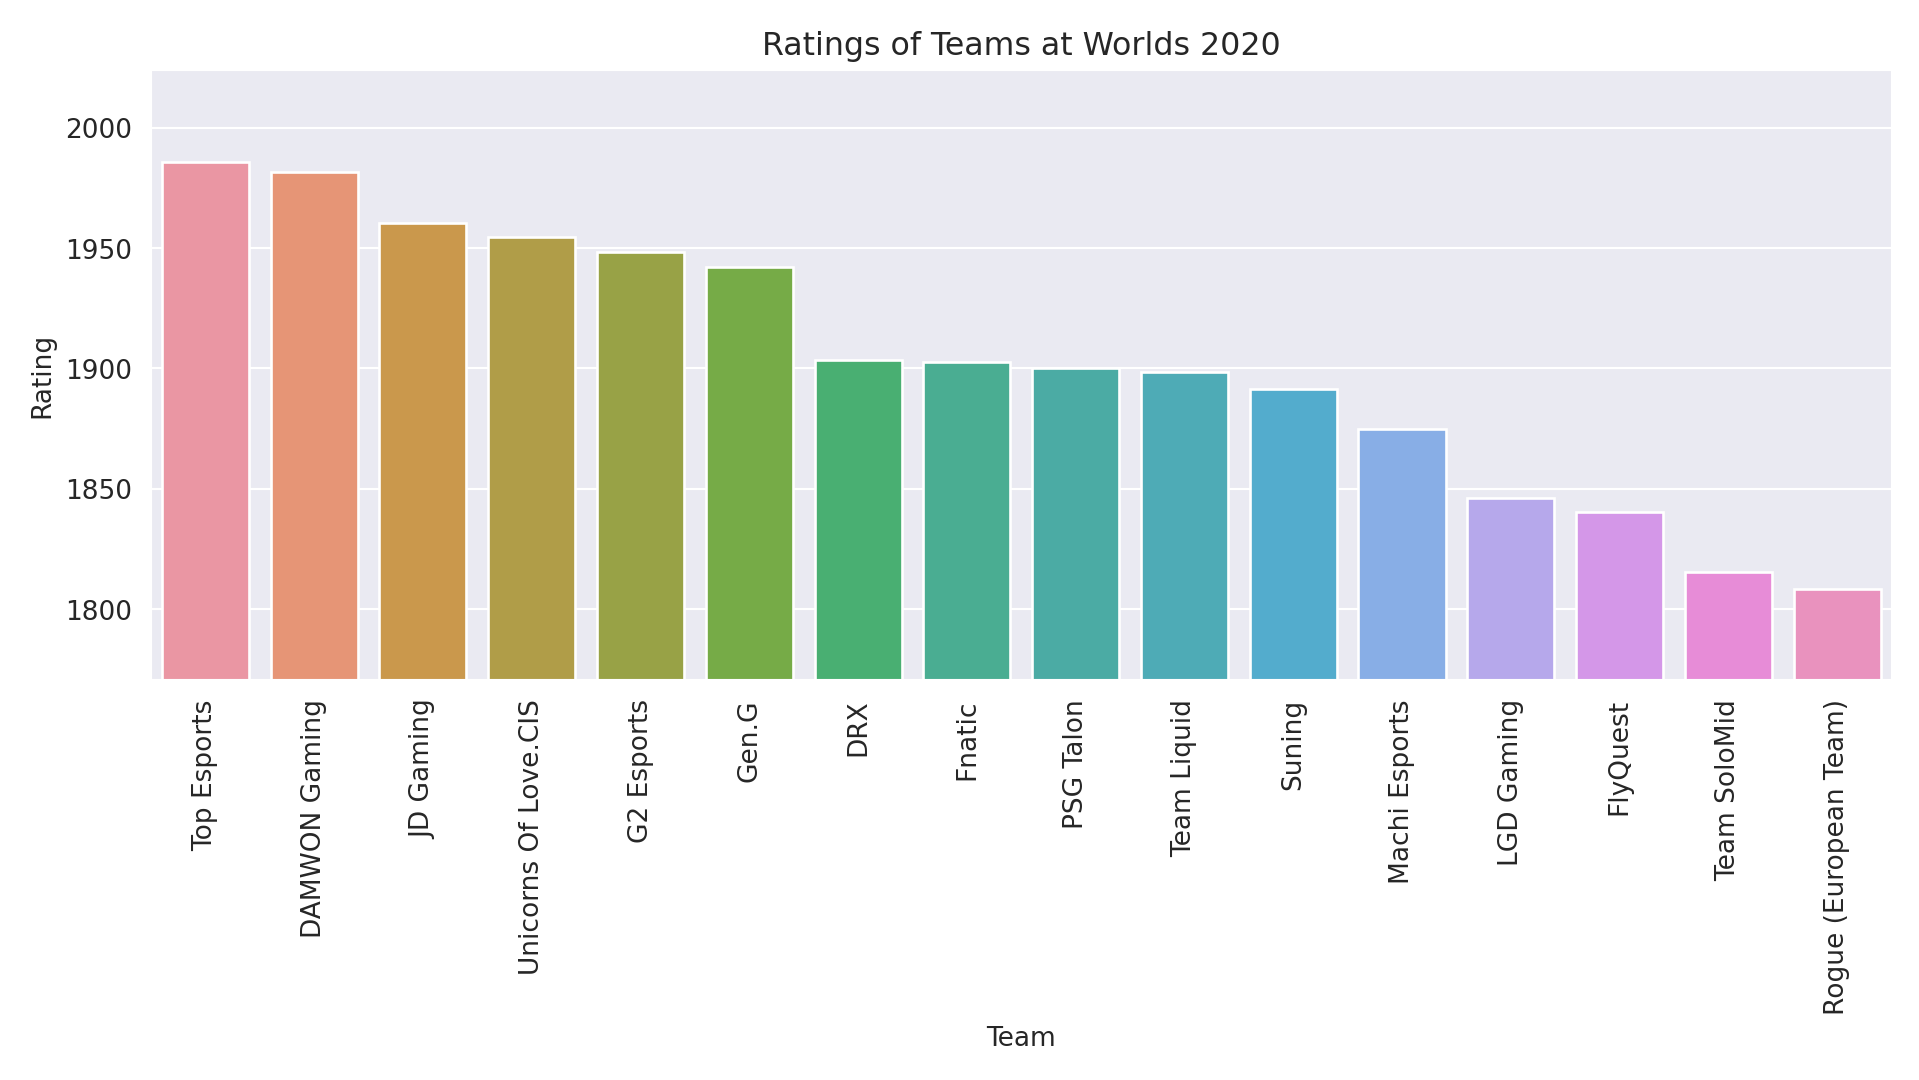 Ratings of Teams at Worlds 2020
Rating
2000
1950
1900
1850
1800
Top Esports
DAMWON Gaming
JD Gaming
Unicorns Of Love.CIS
G2 Esports
Gen.G
DRX
Fnatic
PSG Talon
Team Liquid
Suning
Machi Esports
LGD Gaming
FlyQuest
Team SoloMid
Rogue (European Team)
Team